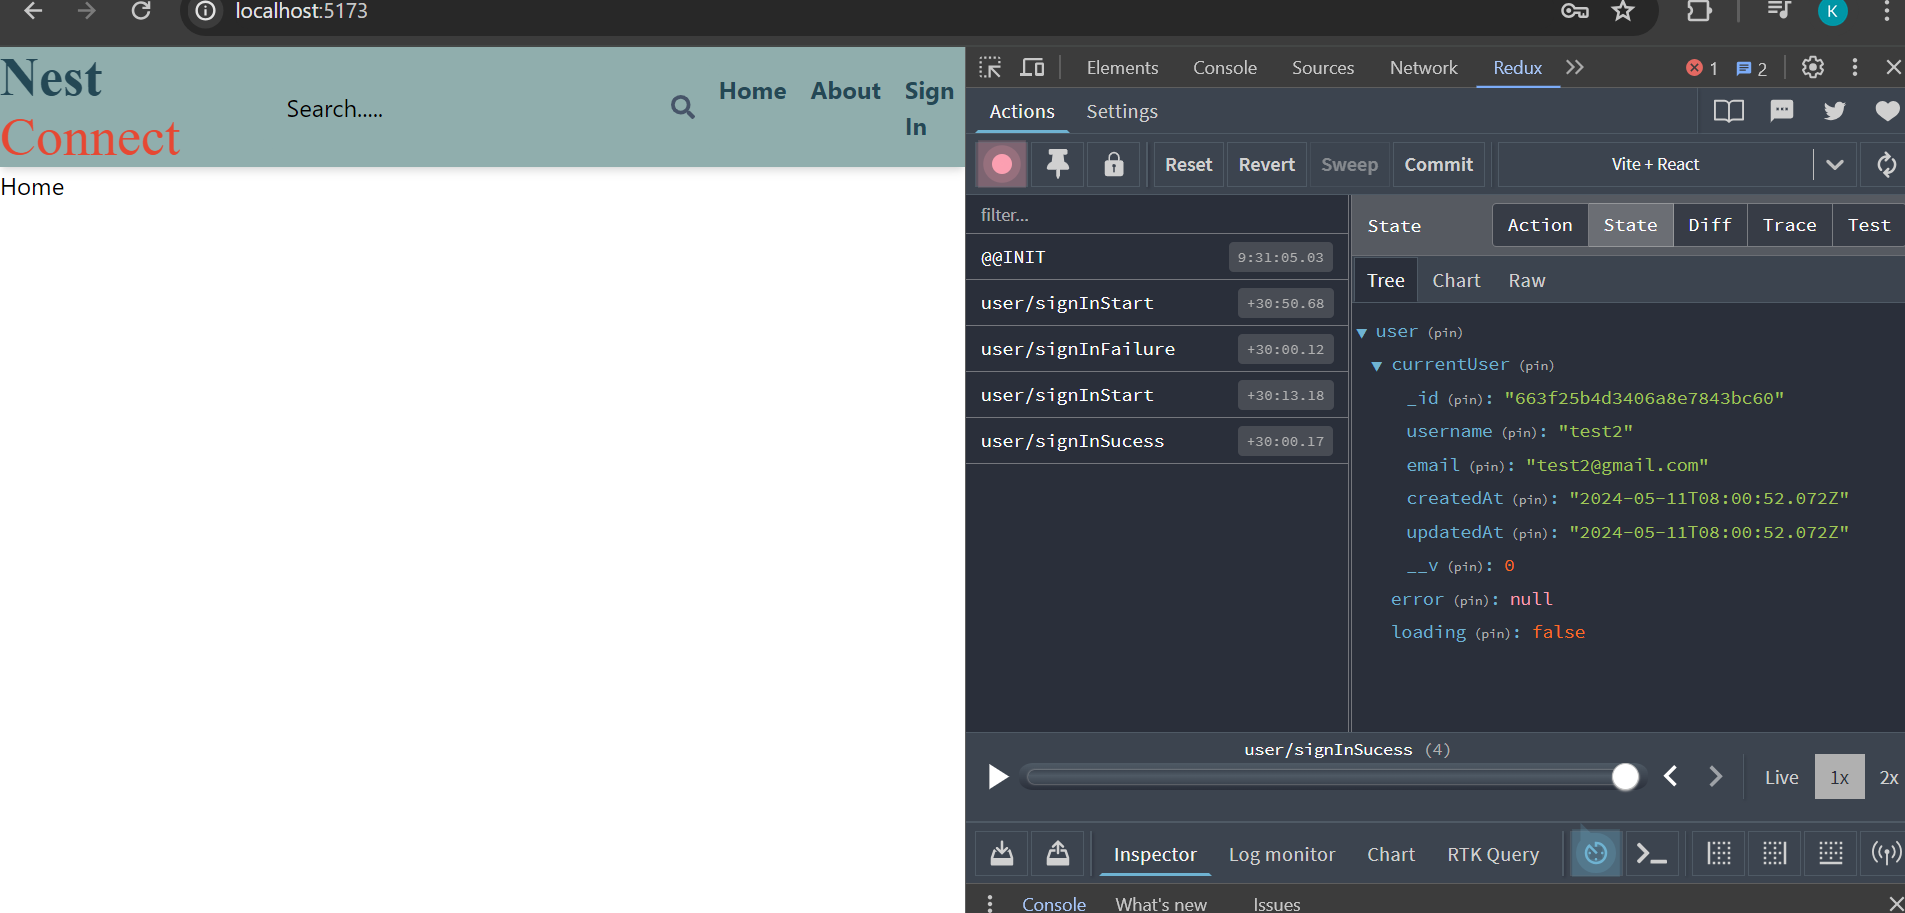 localhost:5173
K
Nest
Connect
Search.....
Home
About
Sign
In
Home
Elements
Console
Sources
Network
Redux
1
2
Actions
Settings
Reset
Revert
Sweep
Commit
Vite + React
filter...
@@INIT
9:31:05.03
user/signInStart
+30:50.68
user/signInFailure
+30:00.12
user/signInStart
+30:13.18
user/signInSucess
+30:00.17
State
Action
State
Diff
Trace
Test
Tree
Chart
Raw
user (pin)
currentUser (pin)
_id (pin): "663f25b4d3406a8e7843bc60"
username (pin): "test2"
email (pin): "test2@gmail.com"
createdAt (pin): "2024-05-11T08:00:52.072Z"
updatedAt (pin): "2024-05-11T08:00:52.072Z"
__v (pin): 0
error (pin): null
loading (pin): false
user/signInSucess (4)
Live
1x
2x
Inspector
Log monitor
Chart
RTK Query
Console
What's new
Issues